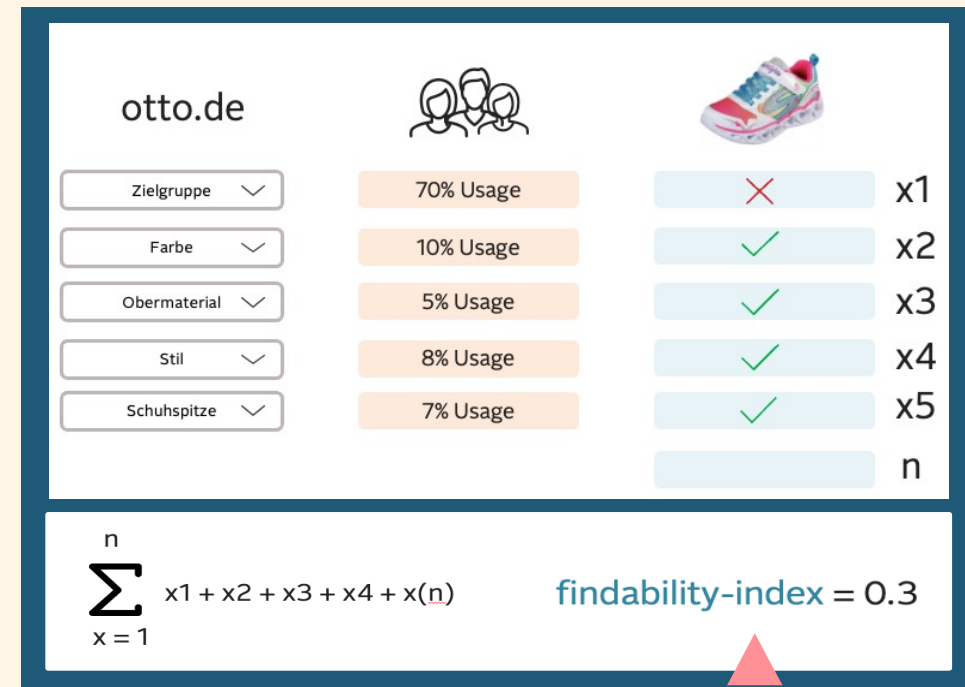 otto.de
Zielgruppe 70% Usage x1
Farbe 10% Usage x2
Obermaterial 5% Usage x3
Stil 8% Usage x4
Schuhspitze 7% Usage x5
n
n
∑ x1 + x2 + x3 + x4 + x(n)
x = 1
findability-index = 0.3